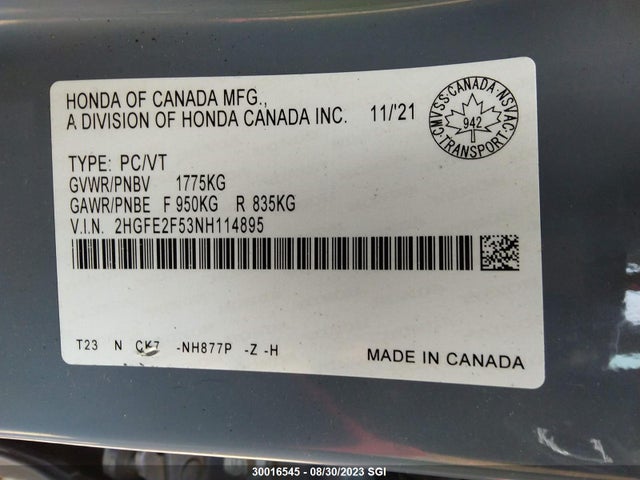 HONDA OF CANADA MFG.,
A DIVISION OF HONDA CANADA INC. 11/'21
CMVSS·CANADA·NSVAC·TRANSPORT·
942
TYPE: PC/VT
GVWR/PNBV 1775KG
GAWR/PNBE F 950KG R 835KG
V.I.N. 2HGFE2F53NH114895
T23 N CK7 -NH877P -Z -H
MADE IN CANADA
30016545 - 08/30/2023 SGI